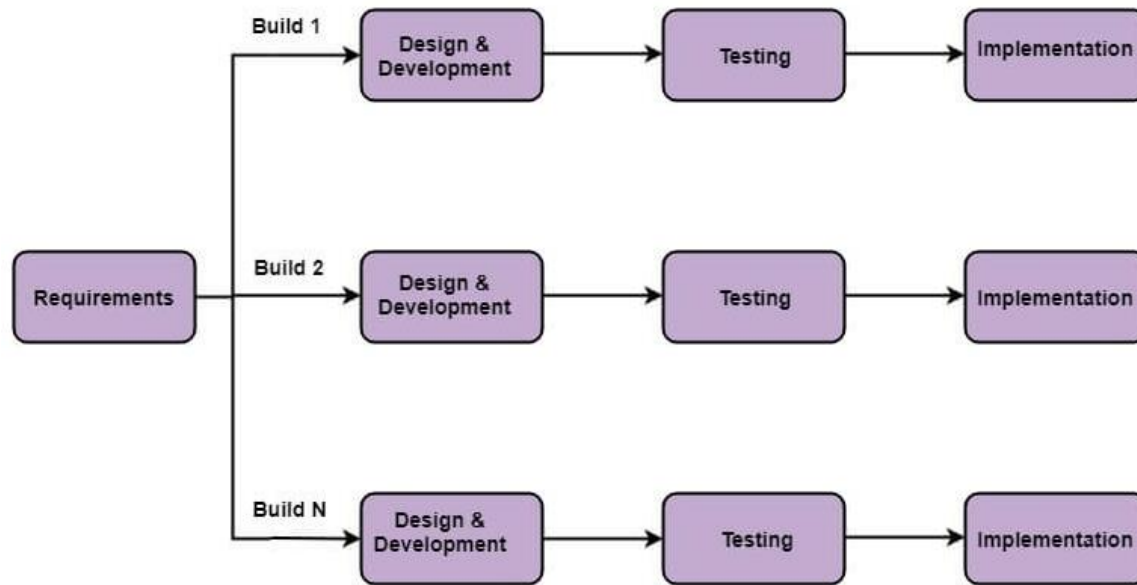 Build 1
Design &
Development
Testing
Implementation
Requirements
Build 2
Design &
Development
Testing
Implementation
Build N
Design &
Development
Testing
Implementation